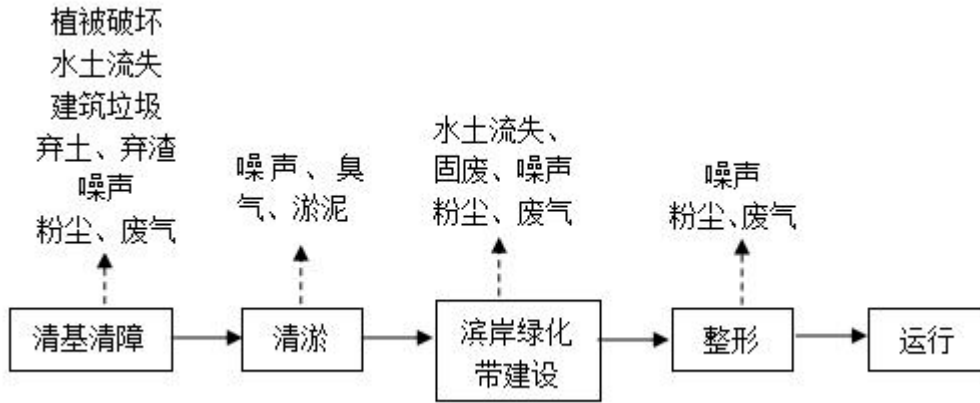 植被破坏
水土流失
建筑垃圾
弃土、弃渣
噪声
粉尘、废气
噪声、臭
气、淤泥
水土流失、
固废、噪声
粉尘、废气
噪声
粉尘、废气
清基清障
清淤
滨岸绿化
带建设
整形
运行